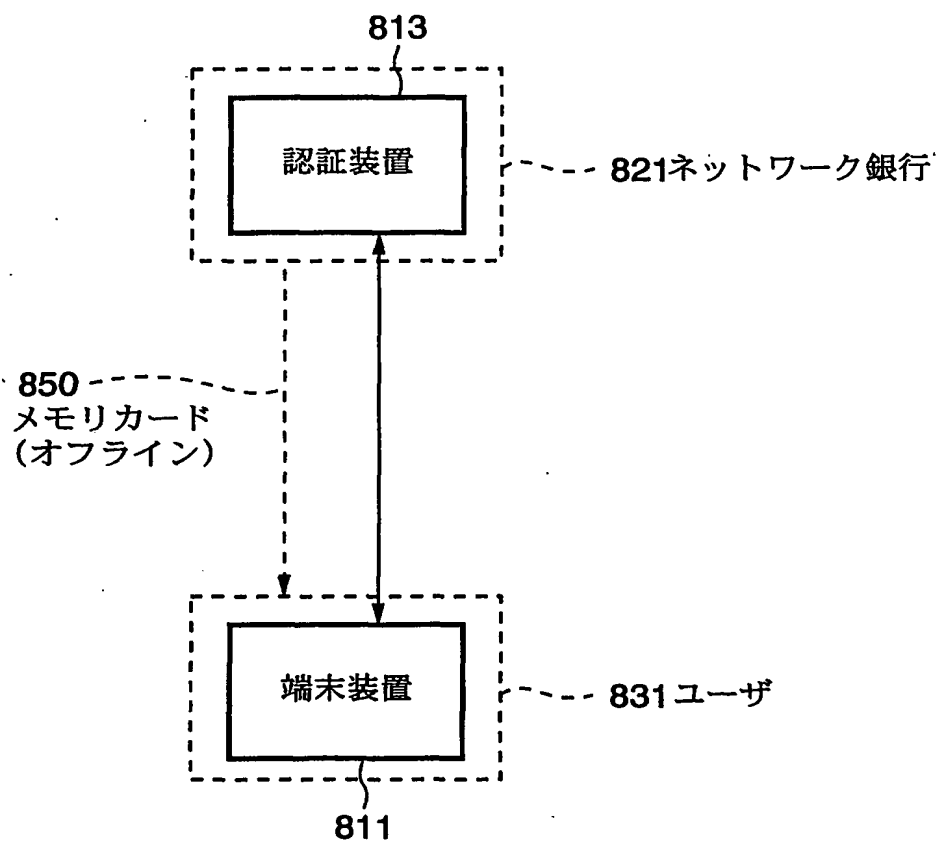 813
認証装置
821ネットワーク銀行
850
メモリカード
(オフライン)
端末装置
831ユーザ
811